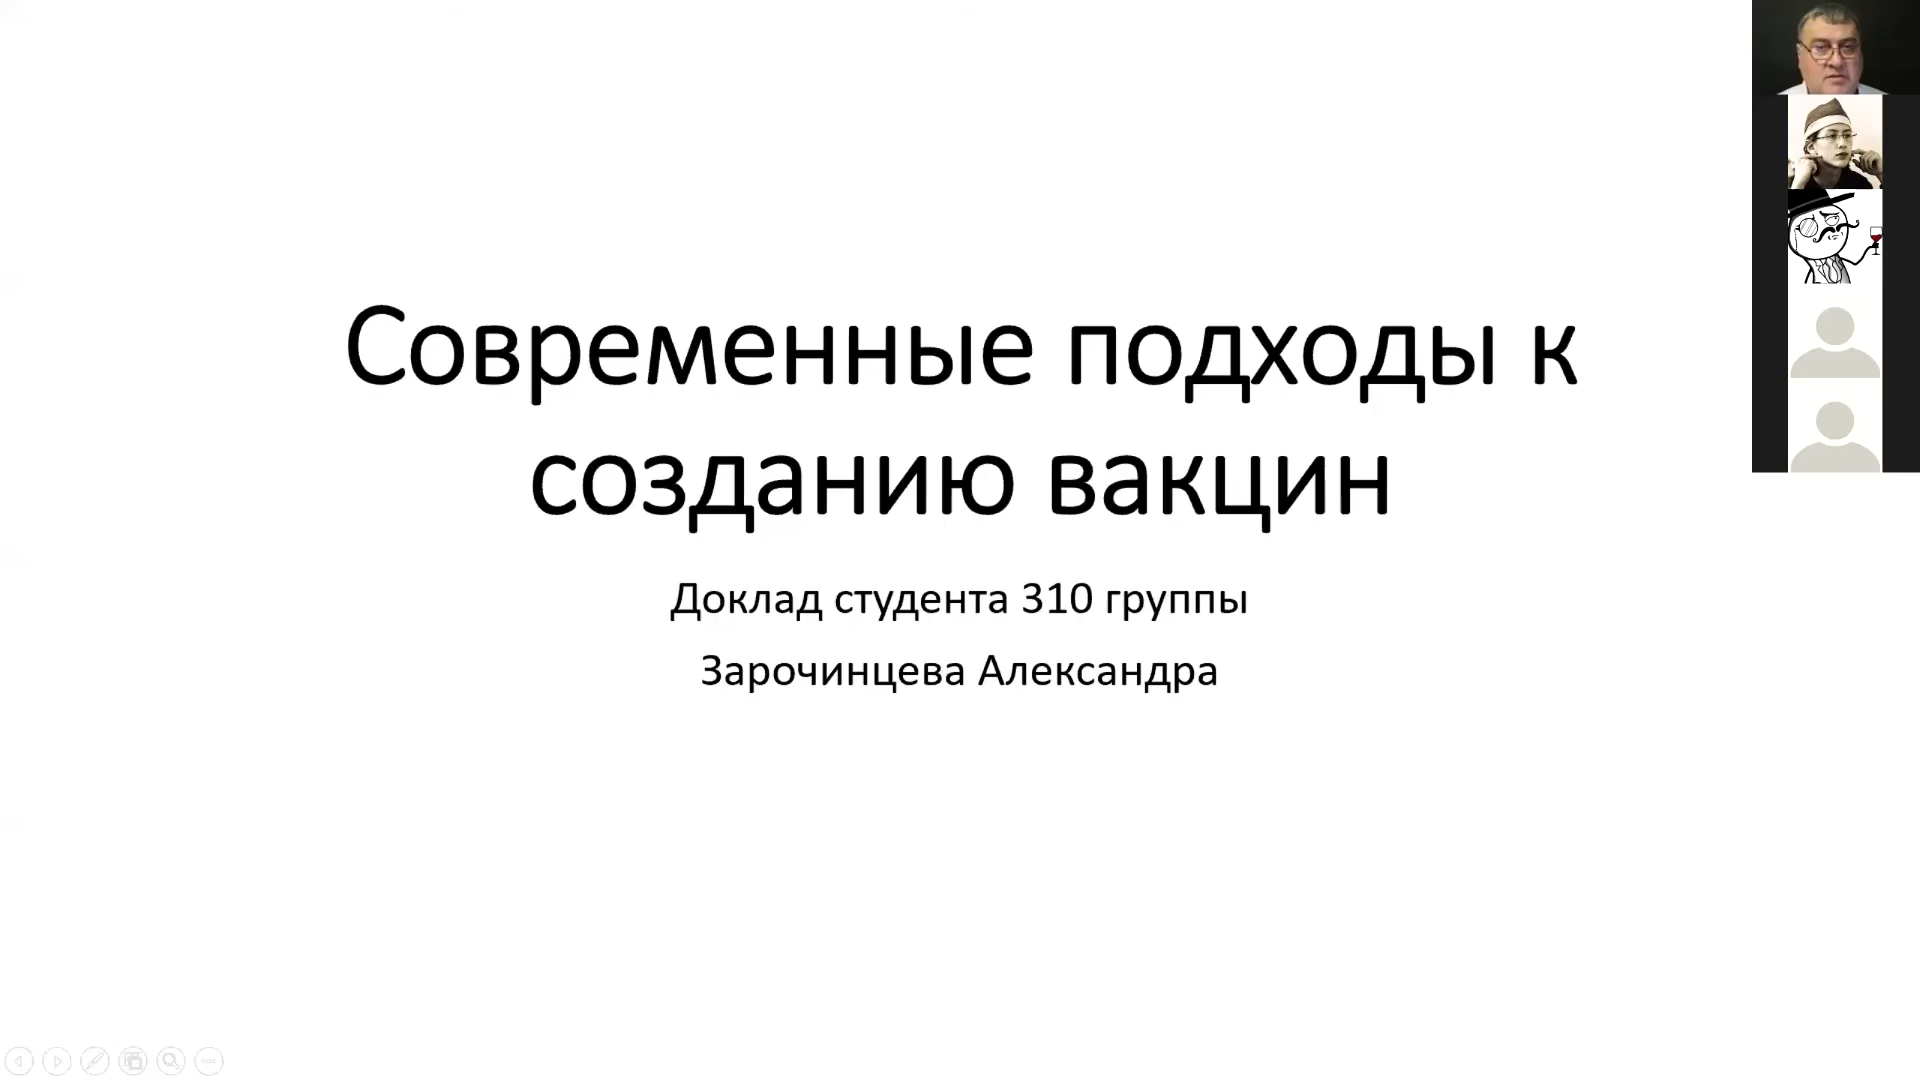 Современные подходы к
созданию вакцин
Доклад студента 310 группы
Зарочинцева Александра